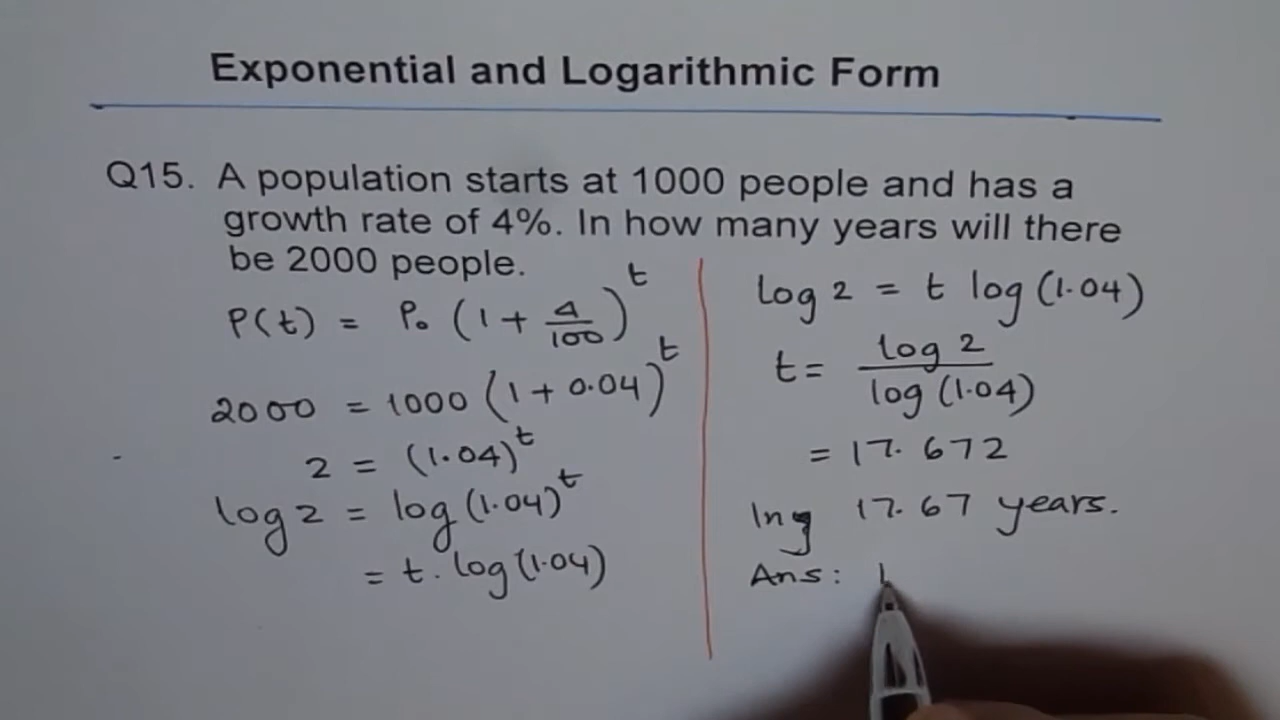 Exponential and Logarithmic Form
Q15. A population starts at 1000 people and has a
growth rate of 4%. In how many years will there
be 2000 people.
P(t) = P₀ (1 + 4/100)^t
2000 = 1000 (1 + 0.04)^t
2 = (1.04)^t
log 2 = log (1.04)^t
= t. log (1.04)
log 2 = t log (1.04)
t = log 2 / log (1.04)
= 17.672
In 17.67 years.
Ans: 1